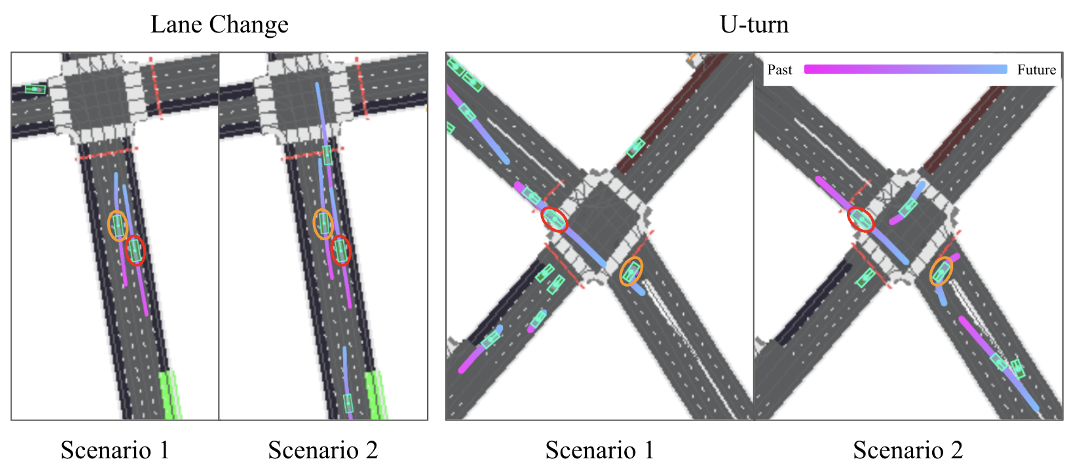 Lane Change
U-turn
Past
Future
Scenario 1
Scenario 2
Scenario 1
Scenario 2